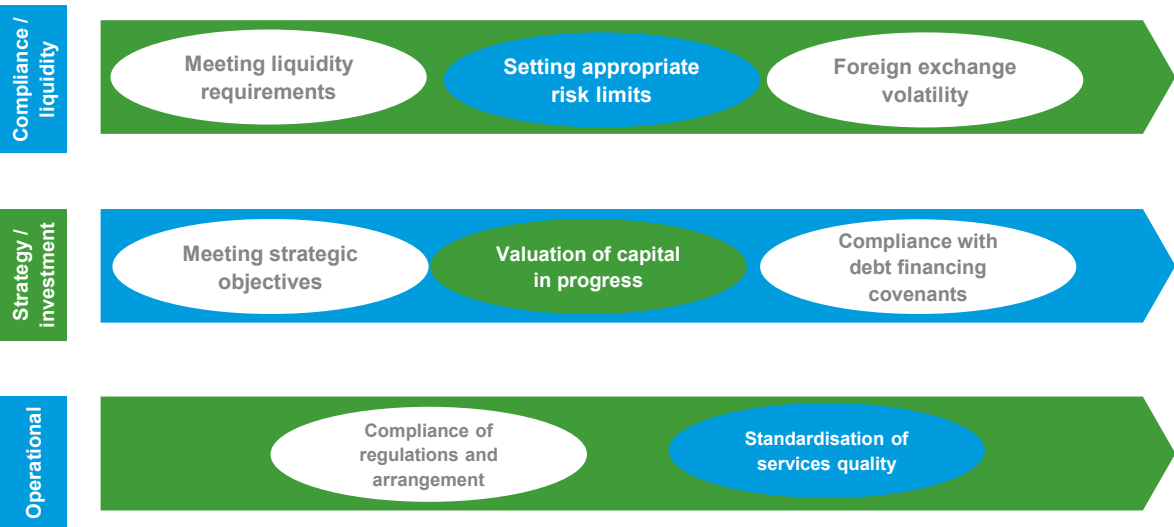 Compliance /
liquidity
Meeting liquidity
requirements
Setting appropriate
risk limits
Foreign exchange
volatility
Strategy /
investment
Meeting strategic
objectives
Valuation of capital
in progress
Compliance with
debt financing
covenants
Operational
Compliance of
regulations and
arrangement
Standardisation of
services quality